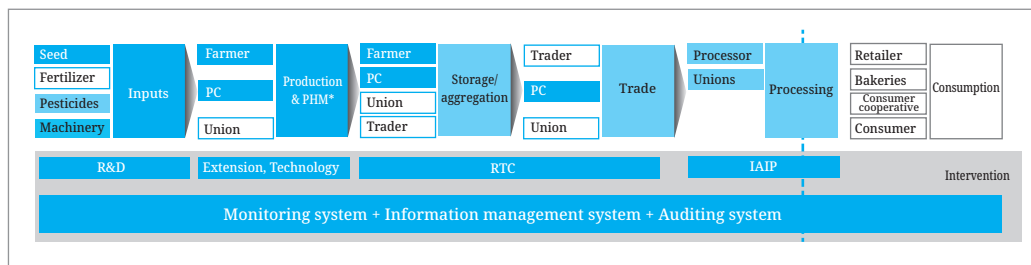 Seed
Fertilizer
Pesticides
Machinery
Inputs
Farmer
PC
Union
Production
& PHM*
Farmer
PC
Union
Trader
Storage/
aggregation
Trader
PC
Union
Trade
Processor
Unions
Processing
Retailer
Bakeries
Consumer
cooperative
Consumer
Consumption
R&D
Extension, Technology
RTC
IAIP
Intervention
Monitoring system + Information management system + Auditing system